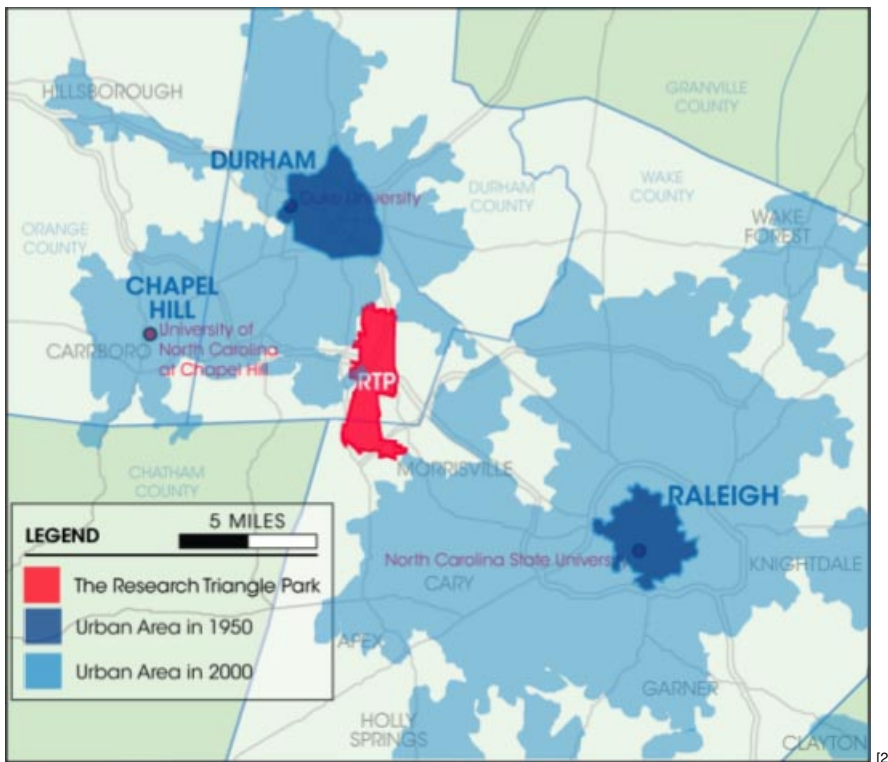 HILLSBOROUGH
GRANVILLE
COUNTY
DURHAM
Duke University
DURHAM
COUNTY
WAKE
COUNTY
WAKE
FOREST
ORANGE
COUNTY
CHAPEL
HILL
University of
North Carolina
at Chapel Hill
CARRBORO
RTP
CHATHAM
COUNTY
MORRISVILLE
RALEIGH
North Carolina State University
KNIGHTDALE
CARY
APEX
GARNER
HOLLY
SPRINGS
CLAYTON
LEGEND
5 MILES
The Research Triangle Park
Urban Area in 1950
Urban Area in 2000
[2